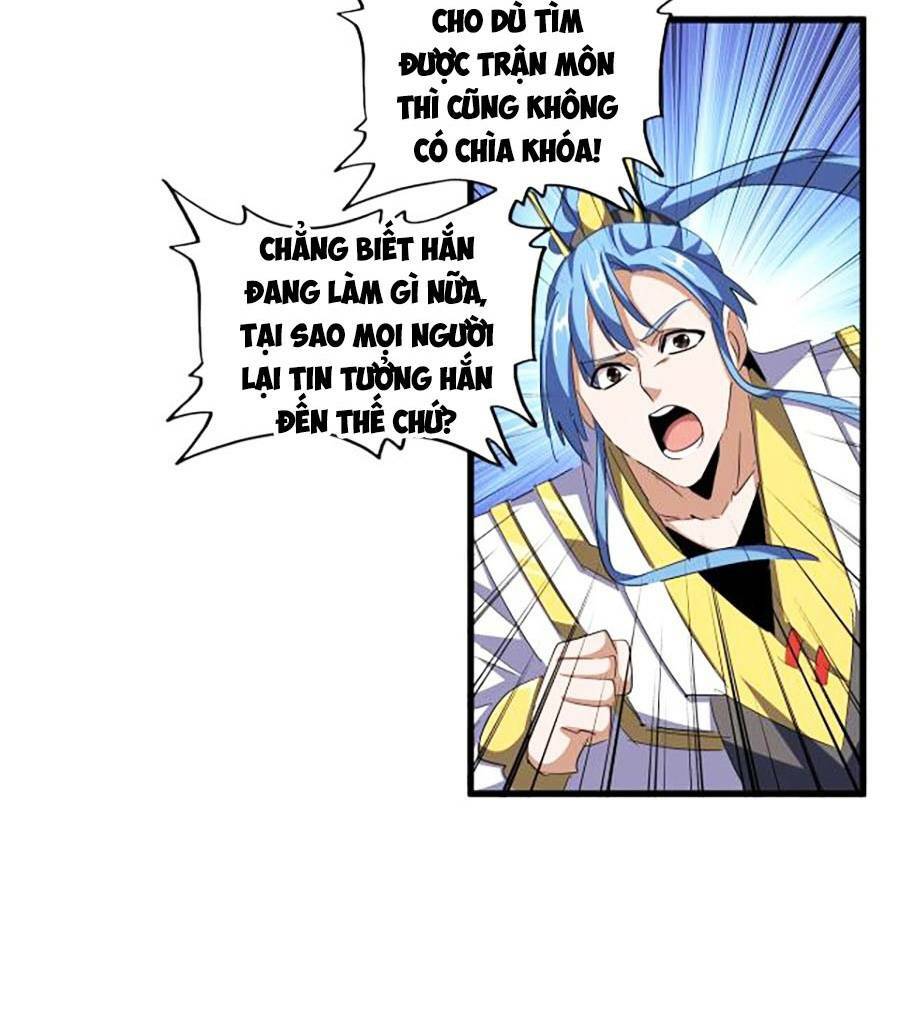 CHO DÙ TÌM
ĐƯỢC TRẬN MÔN
THÌ CŨNG KHÔNG
CÓ CHÌA KHÓA!
CHẲNG BIẾT HẮN
ĐANG LÀM GÌ NỮA,
TẠI SAO MỌI NGƯỜI
LẠI TIN TƯỞNG HẮN
ĐẾN THẾ CHỨ?